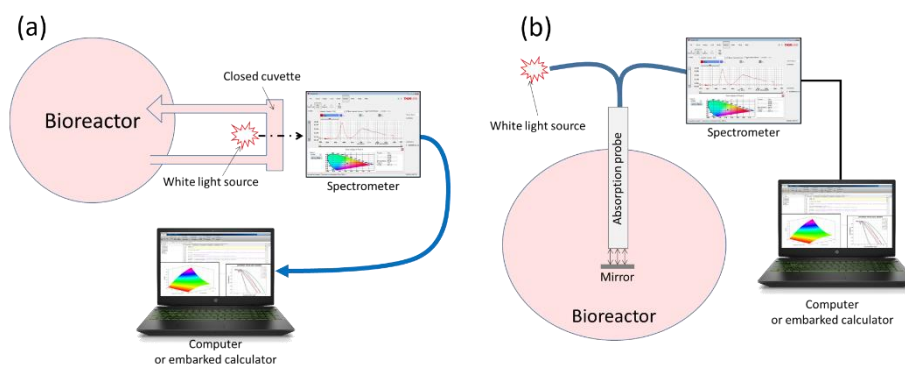 (a)
Closed cuvette
Bioreactor
White light source
Spectrometer
Computer
or embarked calculator
(b)
White light source
Spectrometer
Absorption probe
Mirror
Bioreactor
Computer
or embarked calculator